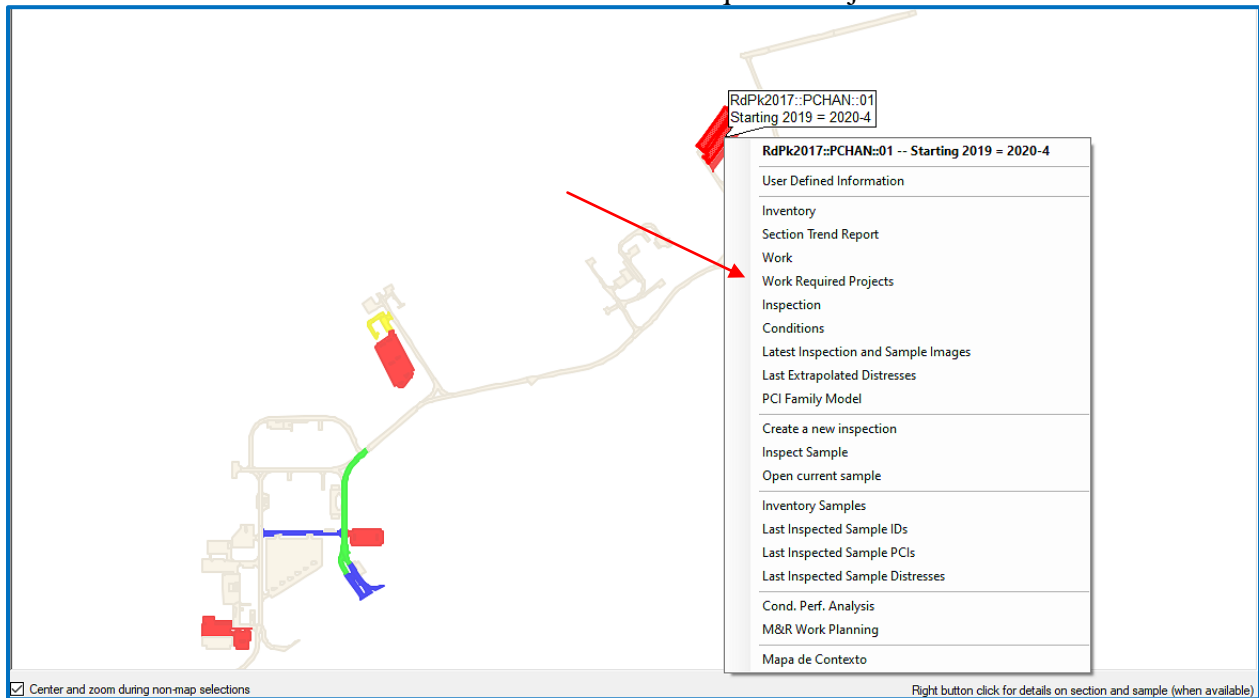 RdPk2017::PCHAN::01
Starting 2019 = 2020-4
RdPk2017::PCHAN::01 -- Starting 2019 = 2020-4
User Defined Information
Inventory
Section Trend Report
Work
Work Required Projects
Inspection
Conditions
Latest Inspection and Sample Images
Last Extrapolated Distresses
PCI Family Model
Create a new inspection
Inspect Sample
Open current sample
Inventory Samples
Last Inspected Sample IDs
Last Inspected Sample PCIs
Last Inspected Sample Distresses
Cond. Perf. Analysis
M&R Work Planning
Mapa de Contexto
Center and zoom during non-map selections
Right button click for details on section and sample (when available)